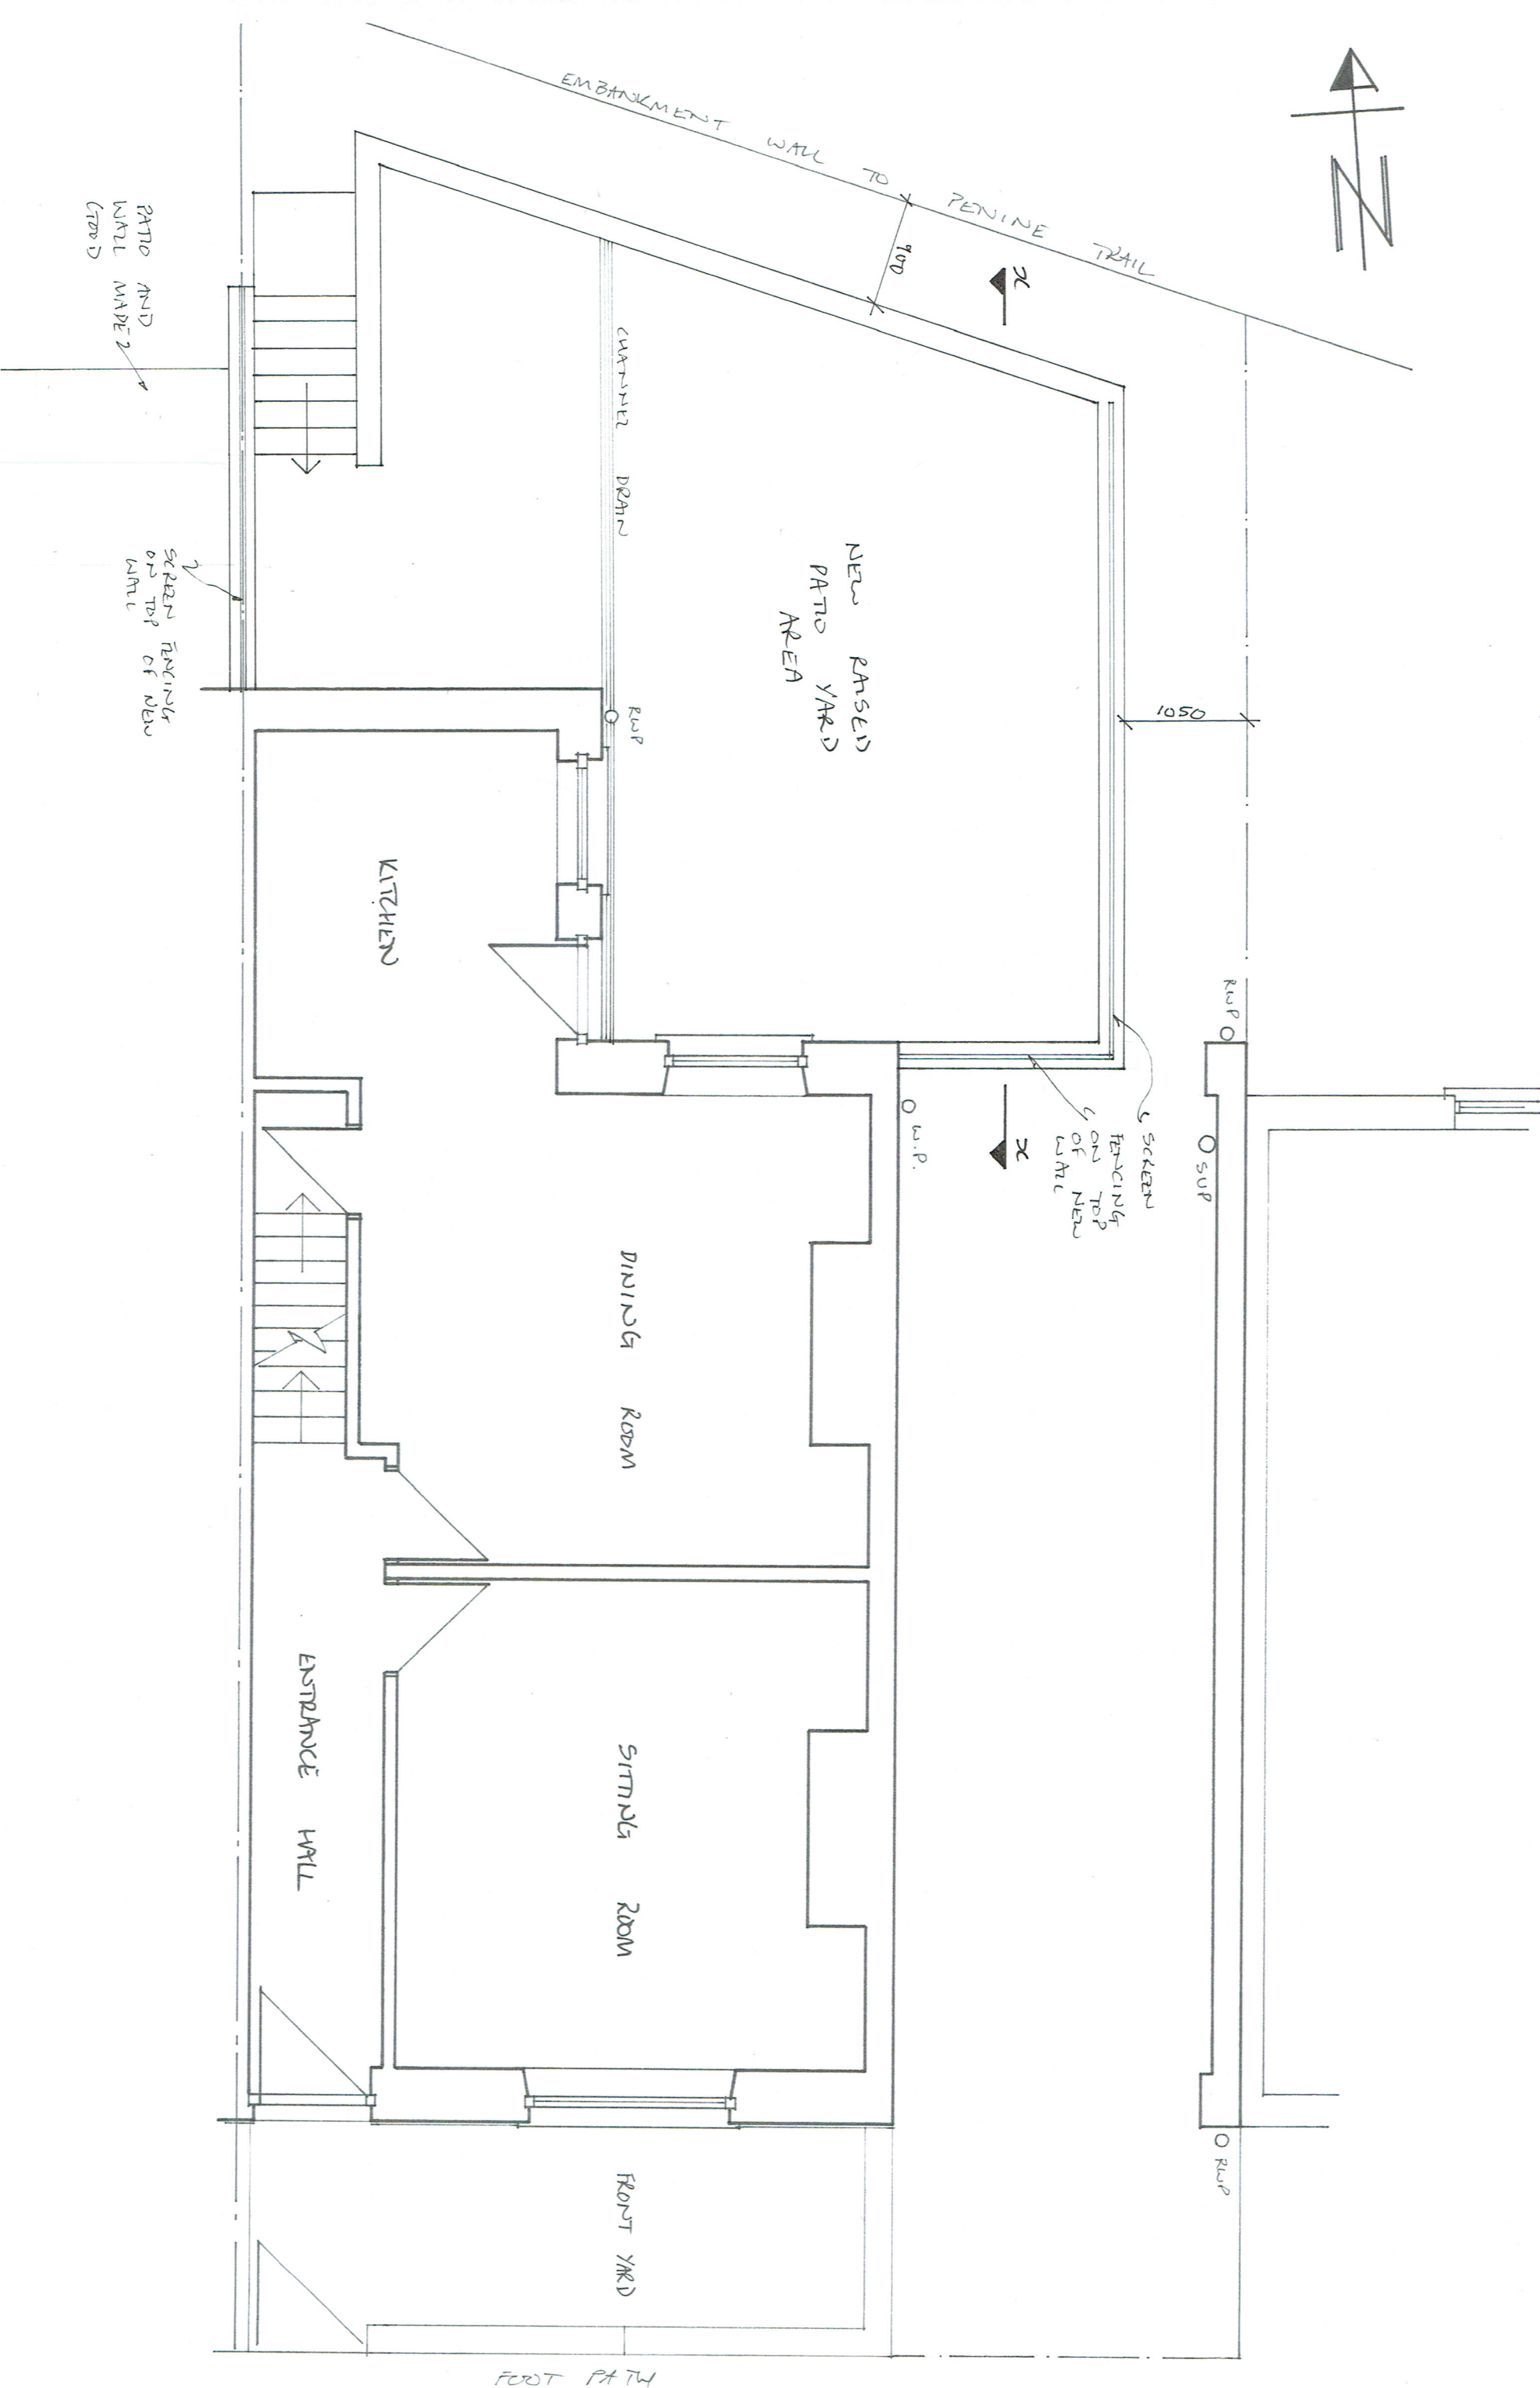 N
EMBANKMENT WALL TO PENINE TRAIL
900
x
1050
CHANNEL DRAIN
NEW RAISED
PATIO YARD
AREA
PATIO AND
WALL MADE
GOOD
SCREEN FENCING
ON TOP OF NEW
WALL
RWP
KITCHEN
RWP
SVP
W.P.
x
SCREEN
FENCING
ON TOP
OF NEW
WALL
DINING ROOM
ENTRANCE HALL
SITTING ROOM
RWP
FRONT YARD
FOOT PATH